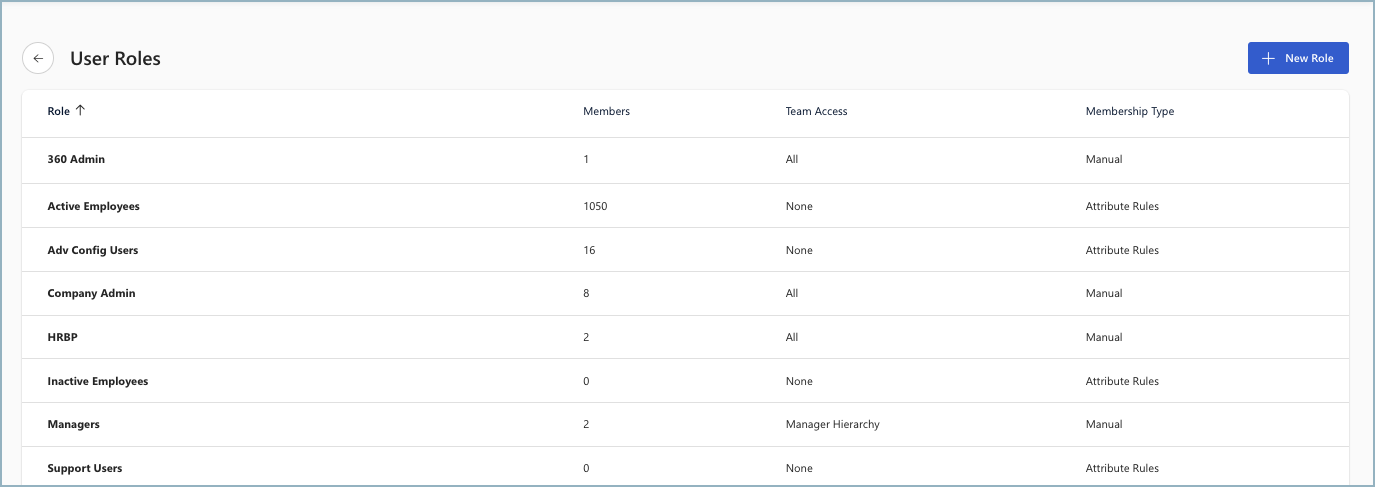 User Roles
New Role
Role Members Team Access Membership Type
360 Admin 1 All Manual
Active Employees 1050 None Attribute Rules
Adv Config Users 16 None Attribute Rules
Company Admin 8 All Manual
HRBP 2 All Manual
Inactive Employees 0 None Attribute Rules
Managers 2 Manager Hierarchy Manual
Support Users 0 None Attribute Rules